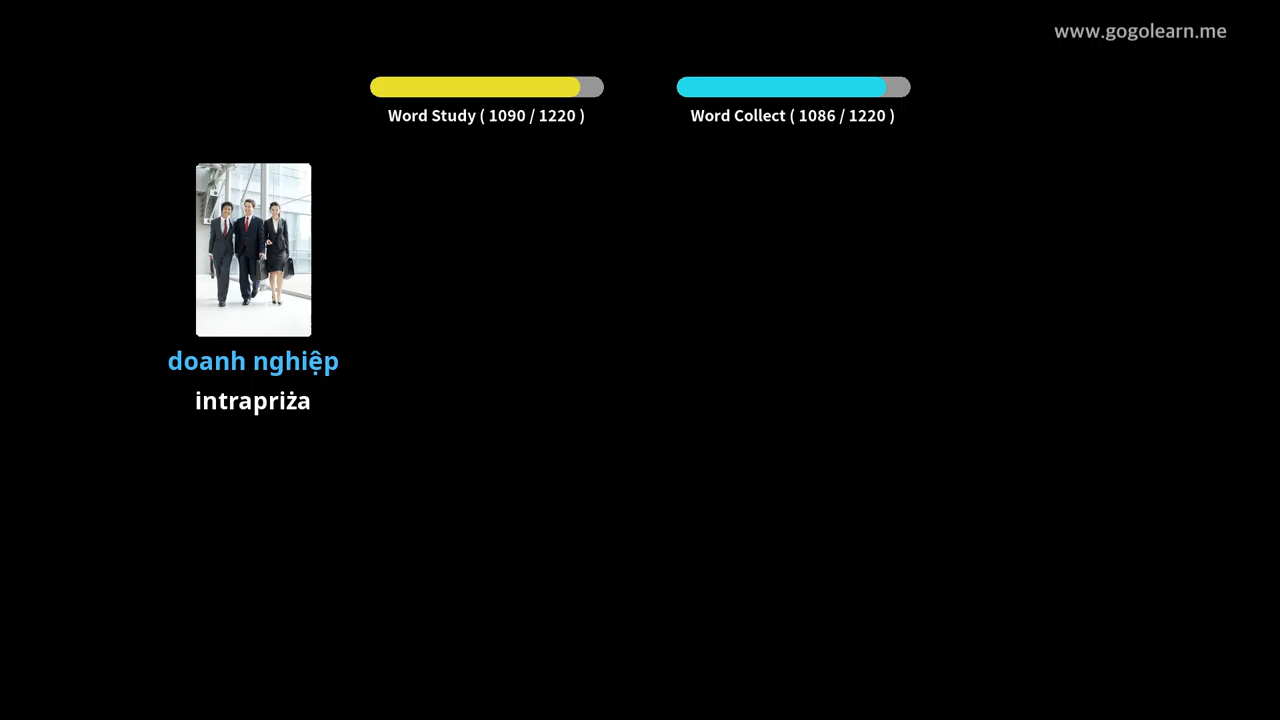 www.gogolearn.me
Word Study ( 1090 / 1220 )
Word Collect ( 1086 / 1220 )
doanh nghiệp
intrapriża